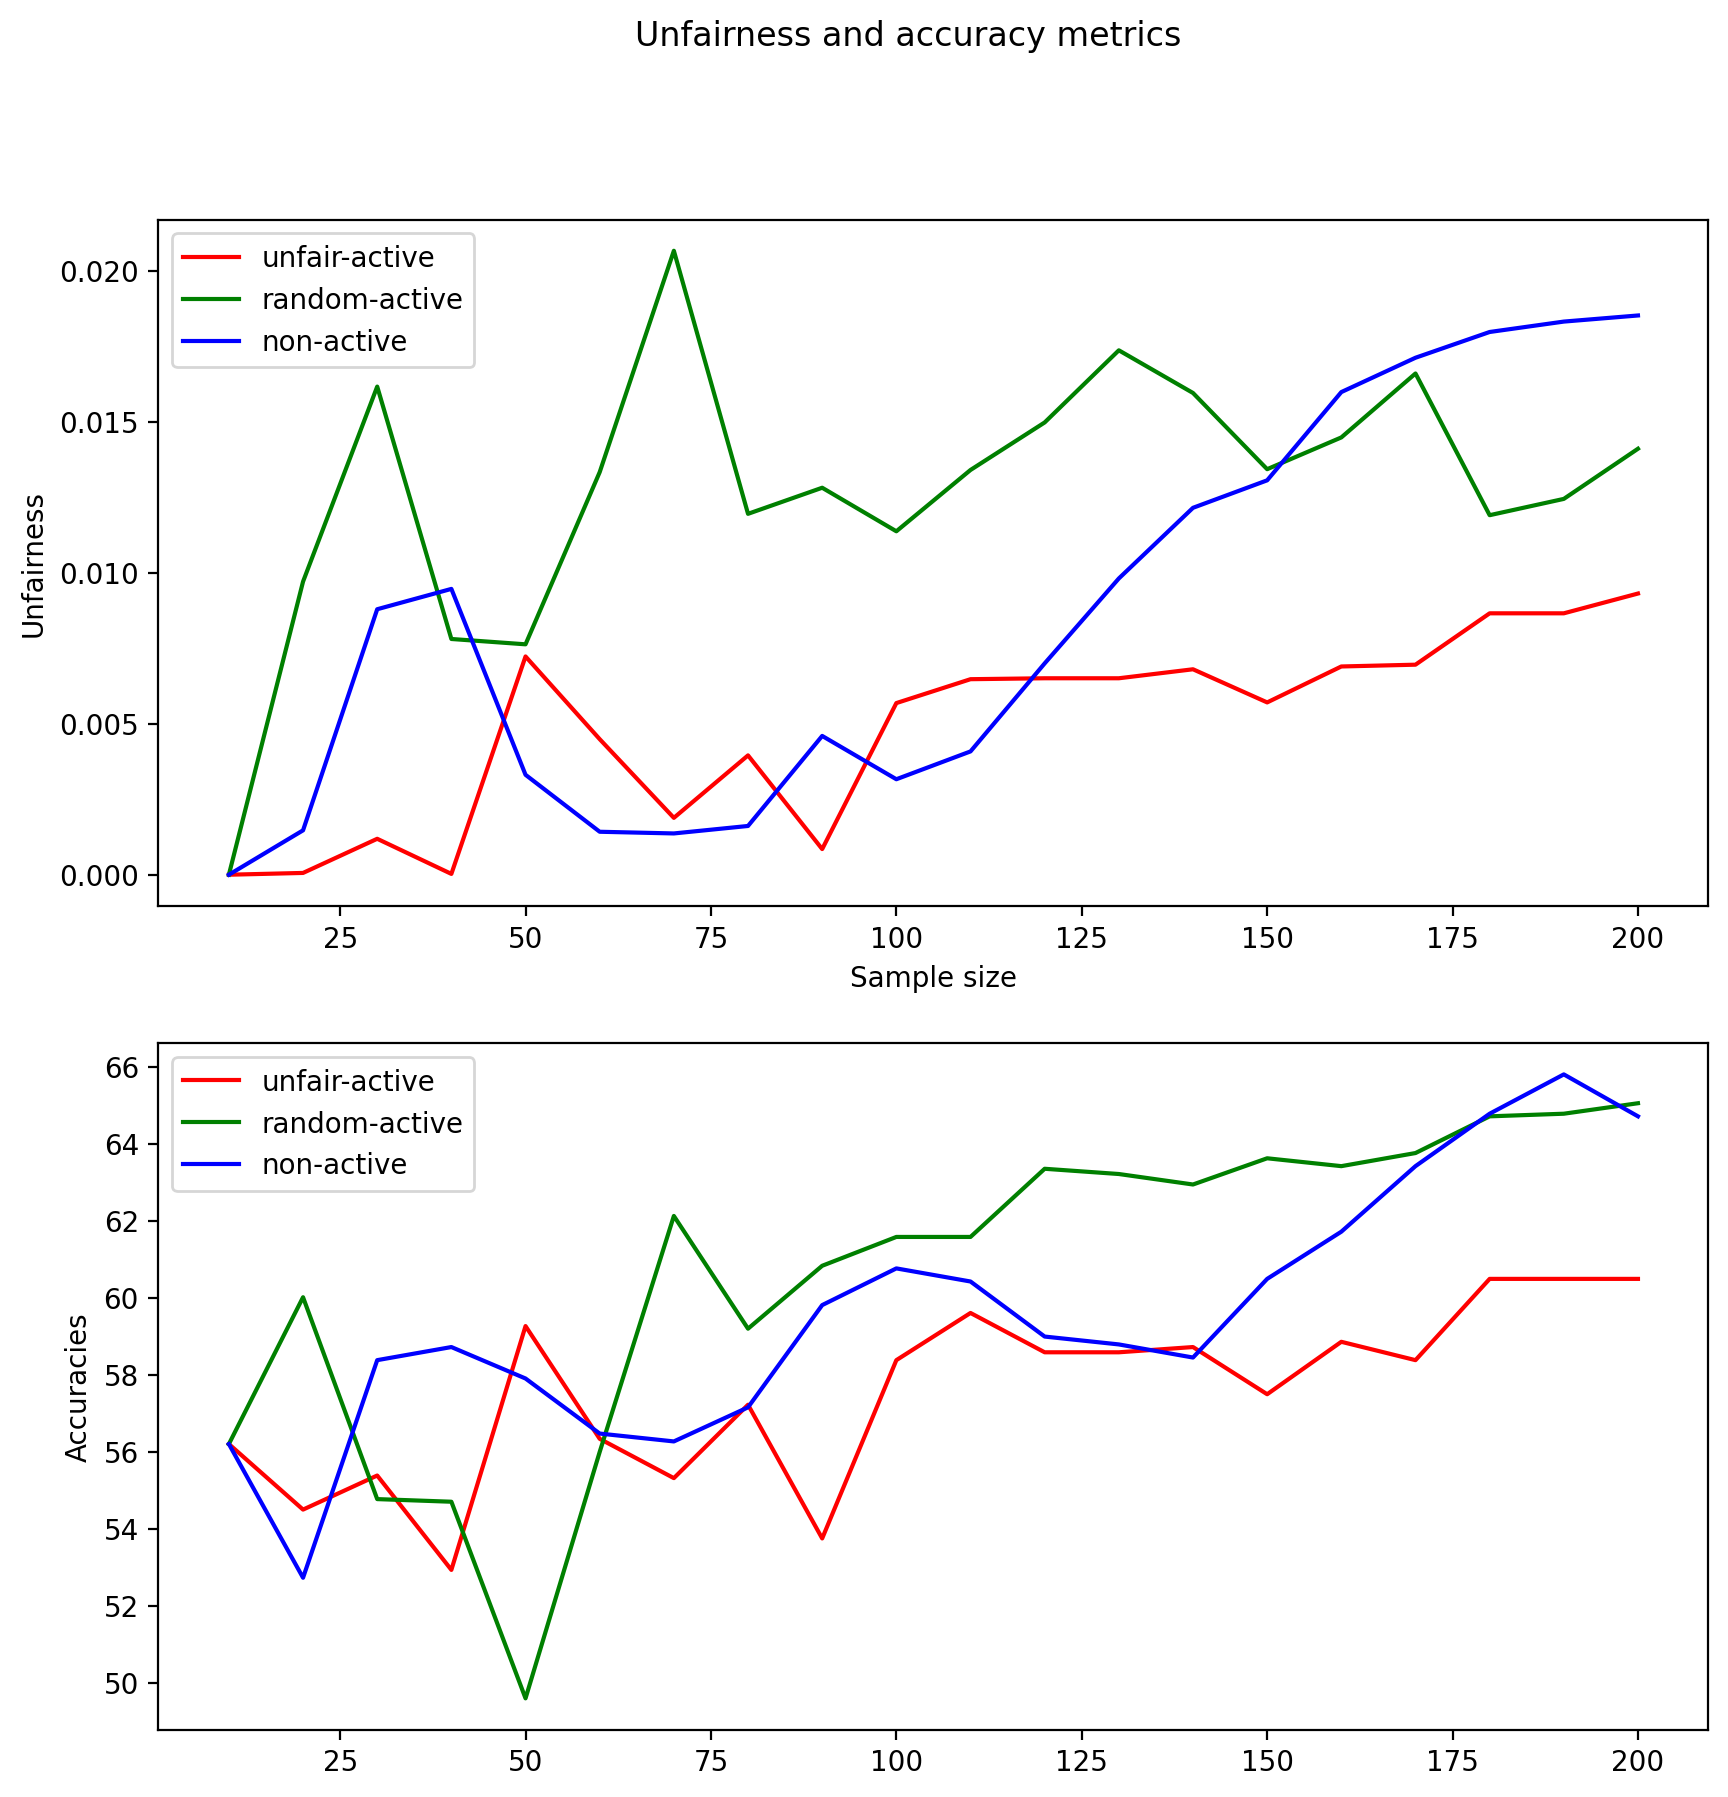 Unfairness and accuracy metrics
unfair-active
random-active
non-active
0.020
0.015
0.010
0.005
0.000
Unfairness
25 50 75 100 125 150 175 200
Sample size
unfair-active
random-active
non-active
66
64
62
60
58
56
54
52
50
Accuracies
25 50 75 100 125 150 175 200